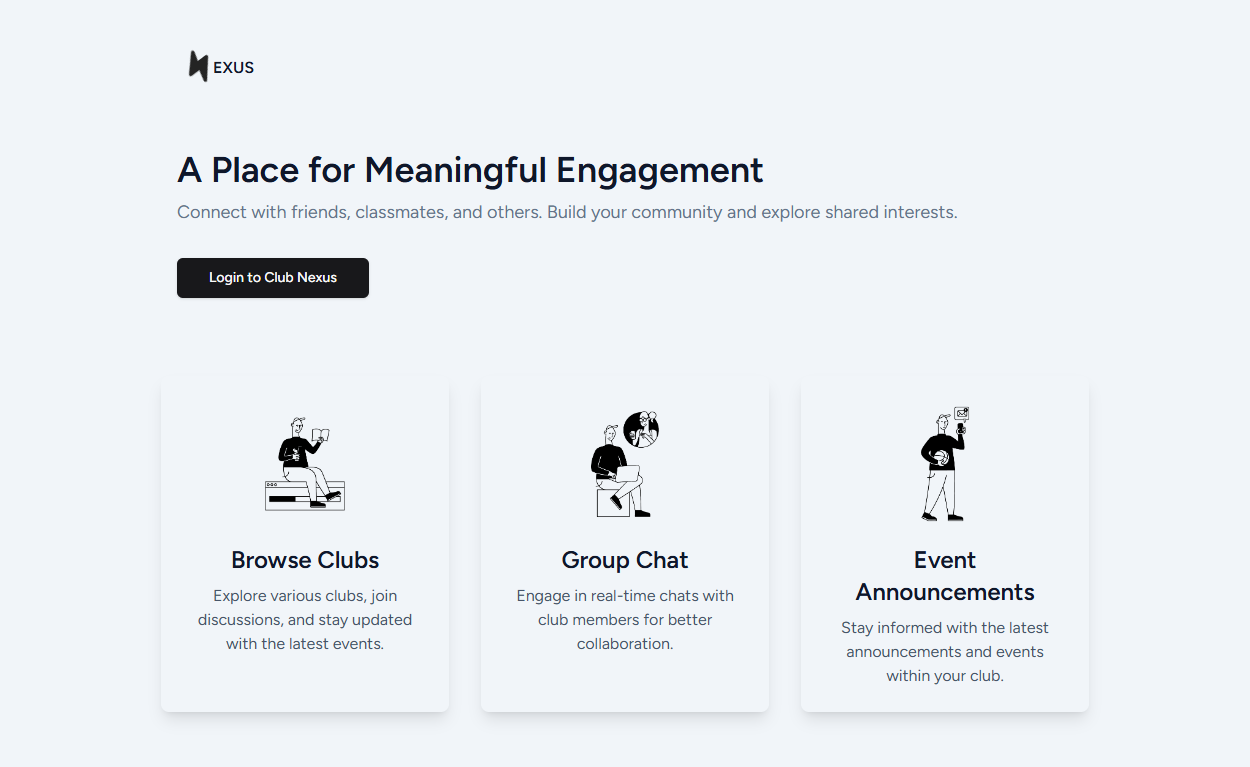 NEXUS
A Place for Meaningful Engagement
Connect with friends, classmates, and others. Build your community and explore shared interests.
Login to Club Nexus
Browse Clubs
Explore various clubs, join
discussions, and stay updated
with the latest events.
Group Chat
Engage in real-time chats with
club members for better
collaboration.
Event
Announcements
Stay informed with the latest
announcements and events
within your club.